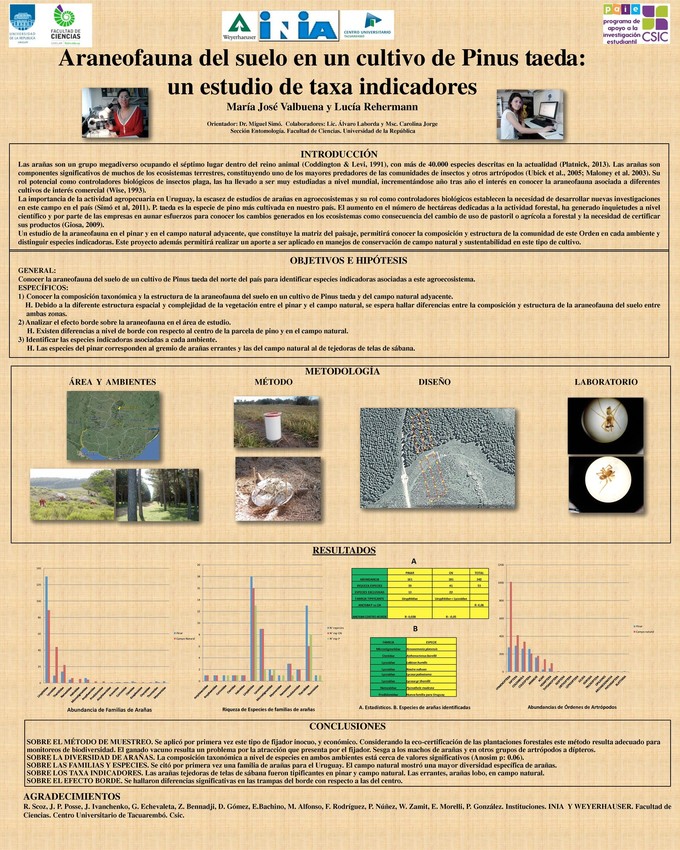 UNIVERSIDAD
DE LA REPUBLICA
URUGUAY
FACULTAD DE
CIENCIAS
Weyerhaeuser
INIA
CENTRO UNIVERSITARIO
TACUAREMBÓ
paie
programa de
apoyo a la
investigación
estudiantil
CSIC
Araneofauna del suelo en un cultivo de Pinus taeda:
un estudio de taxa indicadores
María José Valbuena y Lucía Rehermann
Orientador: Dr. Miguel Simó. Colaboradores: Lic. Álvaro Laborda y Msc. Carolina Jorge
Sección Entomología. Facultad de Ciencias. Universidad de la República
INTRODUCCIÓN
Las arañas son un grupo megadiverso ocupando el séptimo lugar dentro del reino animal (Coddington & Levi, 1991), con más de 40.000 especies descritas en la actualidad (Platnick, 2013). Las arañas son
componentes significativos de muchos de los ecosistemas terrestres, constituyendo uno de los mayores predadores de las comunidades de insectos y otros artrópodos (Ubick et al., 2005; Maloney et al. 2003). Su
rol potencial como controladores biológicos de insectos plaga, las ha llevado a ser muy estudiadas a nivel mundial, incrementándose año tras año el interés en conocer la araneofauna asociada a diferentes
cultivos de interés comercial (Wise, 1993).
La importancia de la actividad agropecuaria en Uruguay, la escasez de estudios de arañas en agroecosistemas y su rol como controladores biológicos establecen la necesidad de desarrollar nuevas investigaciones
en este campo en el país (Simó et al, 2011). P. taeda es la especie de pino más cultivada en nuestro país. El aumento en el número de hectáreas dedicadas a la actividad forestal, ha generado inquietudes a nivel
científico y por parte de las empresas en aunar esfuerzos para conocer los cambios generados en los ecosistemas como consecuencia del cambio de uso de pastoril o agrícola a forestal y la necesidad de certificar
sus productos (Giosa, 2009).
Un estudio de la araneofauna en el pinar y en el campo natural adyacente, que constituye la matriz del paisaje, permitirá conocer la composición y estructura de la comunidad de este Orden en cada ambiente y
distinguir especies indicadoras. Este proyecto además permitirá realizar un aporte a ser aplicado en manejos de conservación de campo natural y sustentabilidad en este tipo de cultivo.
OBJETIVOS E HIPÓTESIS
GENERAL:
Conocer la araneofauna del suelo de un cultivo de Pinus taeda del norte del país para identificar especies indicadoras asociadas a este agroecosistema.
ESPECÍFICOS:
1) Conocer la composición taxonómica y la estructura de la araneofauna del suelo en un cultivo de Pinus taeda y del campo natural adyacente.
H. Debido a la diferente estructura espacial y complejidad de la vegetación entre el pinar y el campo natural, se espera hallar diferencias entre la composición y estructura de la araneofauna del suelo entre
ambas zonas.
2) Analizar el efecto borde sobre la araneofauna en el área de estudio.
H. Existen diferencias a nivel de borde con respecto al centro de la parcela de pino y en el campo natural.
3) Identificar las especies indicadoras asociadas a cada ambiente.
H. Las especies del pinar corresponden al gremio de arañas errantes y las del campo natural al de tejedoras de telas de sábana.
METODOLOGÍA
ÁREA Y AMBIENTES
MÉTODO
DISEÑO
LABORATORIO
RESULTADOS
A
PINAR
CN
TOTAL
B
FAMILIA
ESPECIE
Pinar
Campo Natural
Abundancia de Familias de Arañas
Riqueza de Especies de familias de arañas
A. Estadísticos. B. Especies de arañas identificadas
Abundancias de Órdenes de Artrópodos
CONCLUSIONES
SOBRE EL MÉTODO DE MUESTREO. Se aplicó por primera vez este tipo de fijador inocuo, y económico. Considerando la eco-certificación de las plantaciones forestales este método resulta adecuado para
monitoreos de biodiversidad. El ganado vacuno resulta un problema por la atracción que presenta por el fijador. Sesga a los machos de arañas y en otros grupos de artrópodos a dípteros.
SOBRE LA DIVERSIDAD DE ARAÑAS. La composición taxonómica a nivel de especies en ambos ambientes está cerca de valores significativos (Anosim p: 0.06).
SOBRE LAS FAMILIAS Y ESPECIES. Se citó por primera vez una familia de arañas para el Uruguay. El campo natural mostró una mayor diversidad específica de arañas.
SOBRE LOS TAXA INDICADORES. Las arañas tejedoras de telas de sábana fueron tipificantes en pinar y campo natural. Las errantes, arañas lobo, en campo natural.
SOBRE EL EFECTO BORDE. Se hallaron diferencias significativas en las trampas del borde con respecto a las del centro.
AGRADECIMIENTOS
R. Scoz, J. P. Posse, J. Ivanchenko, G. Echevaleta, Z. Bennadji, D. Gómez, E.Bachino, M. Alfonso, F. Rodríguez, P. Núñez, W. Zamit, E. Morelli, P. González. Instituciones. INIA Y WEYERHAUSER. Facultad de
Ciencias. Centro Universitario de Tacuarembó. Csic.